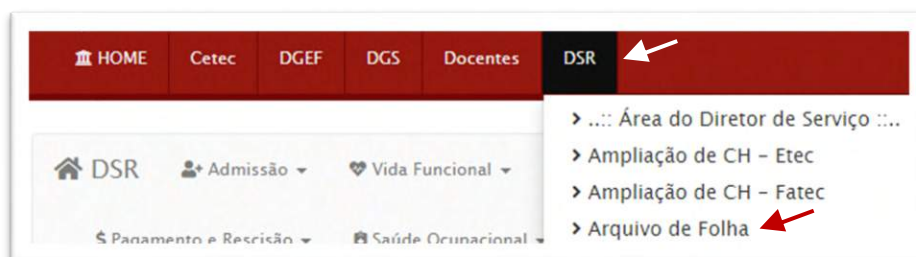 HOME Cetec DGEF DGS Docentes DSR
> ..:: Área do Diretor de Serviço ::..
> Ampliação de CH – Etec
> Ampliação de CH – Fatec
> Arquivo de Folha
DSR Admissão Vida Funcional
$ Pagamento e Rescisão Saúde Ocupacional